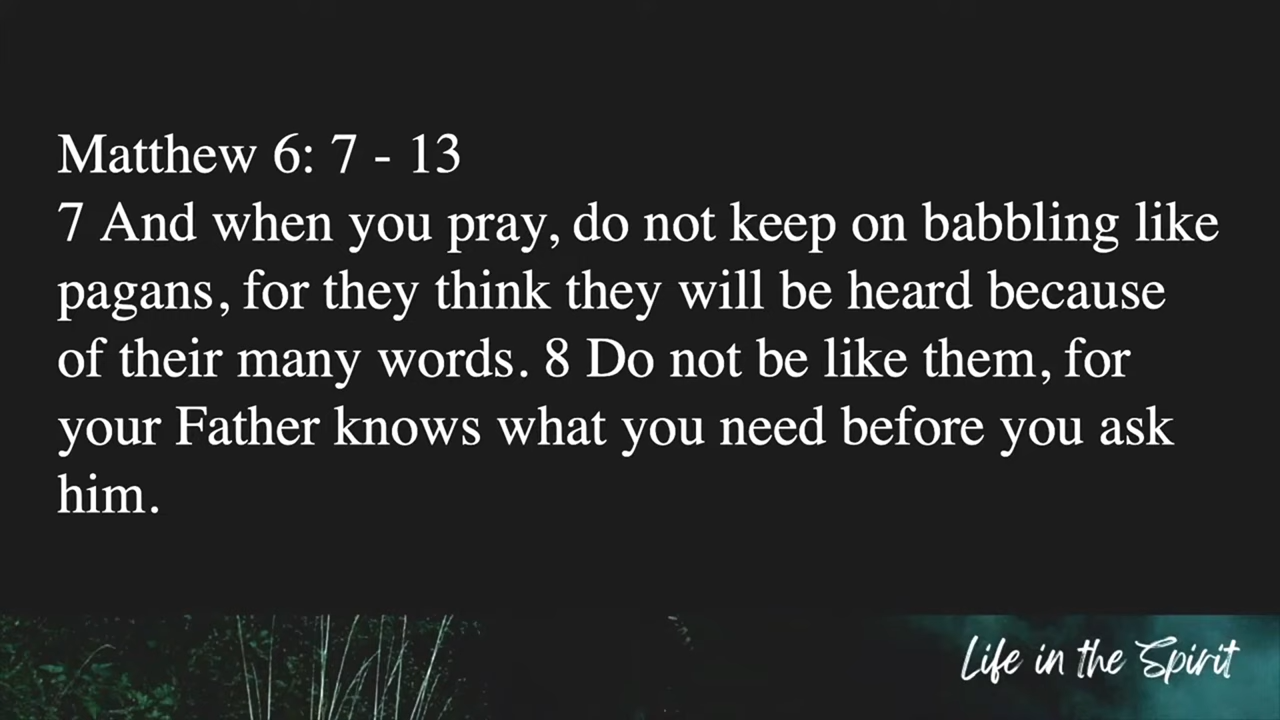 Matthew 6: 7 - 13
7 And when you pray, do not keep on babbling like
pagans, for they think they will be heard because
of their many words. 8 Do not be like them, for
your Father knows what you need before you ask
him.
Life in the Spirit